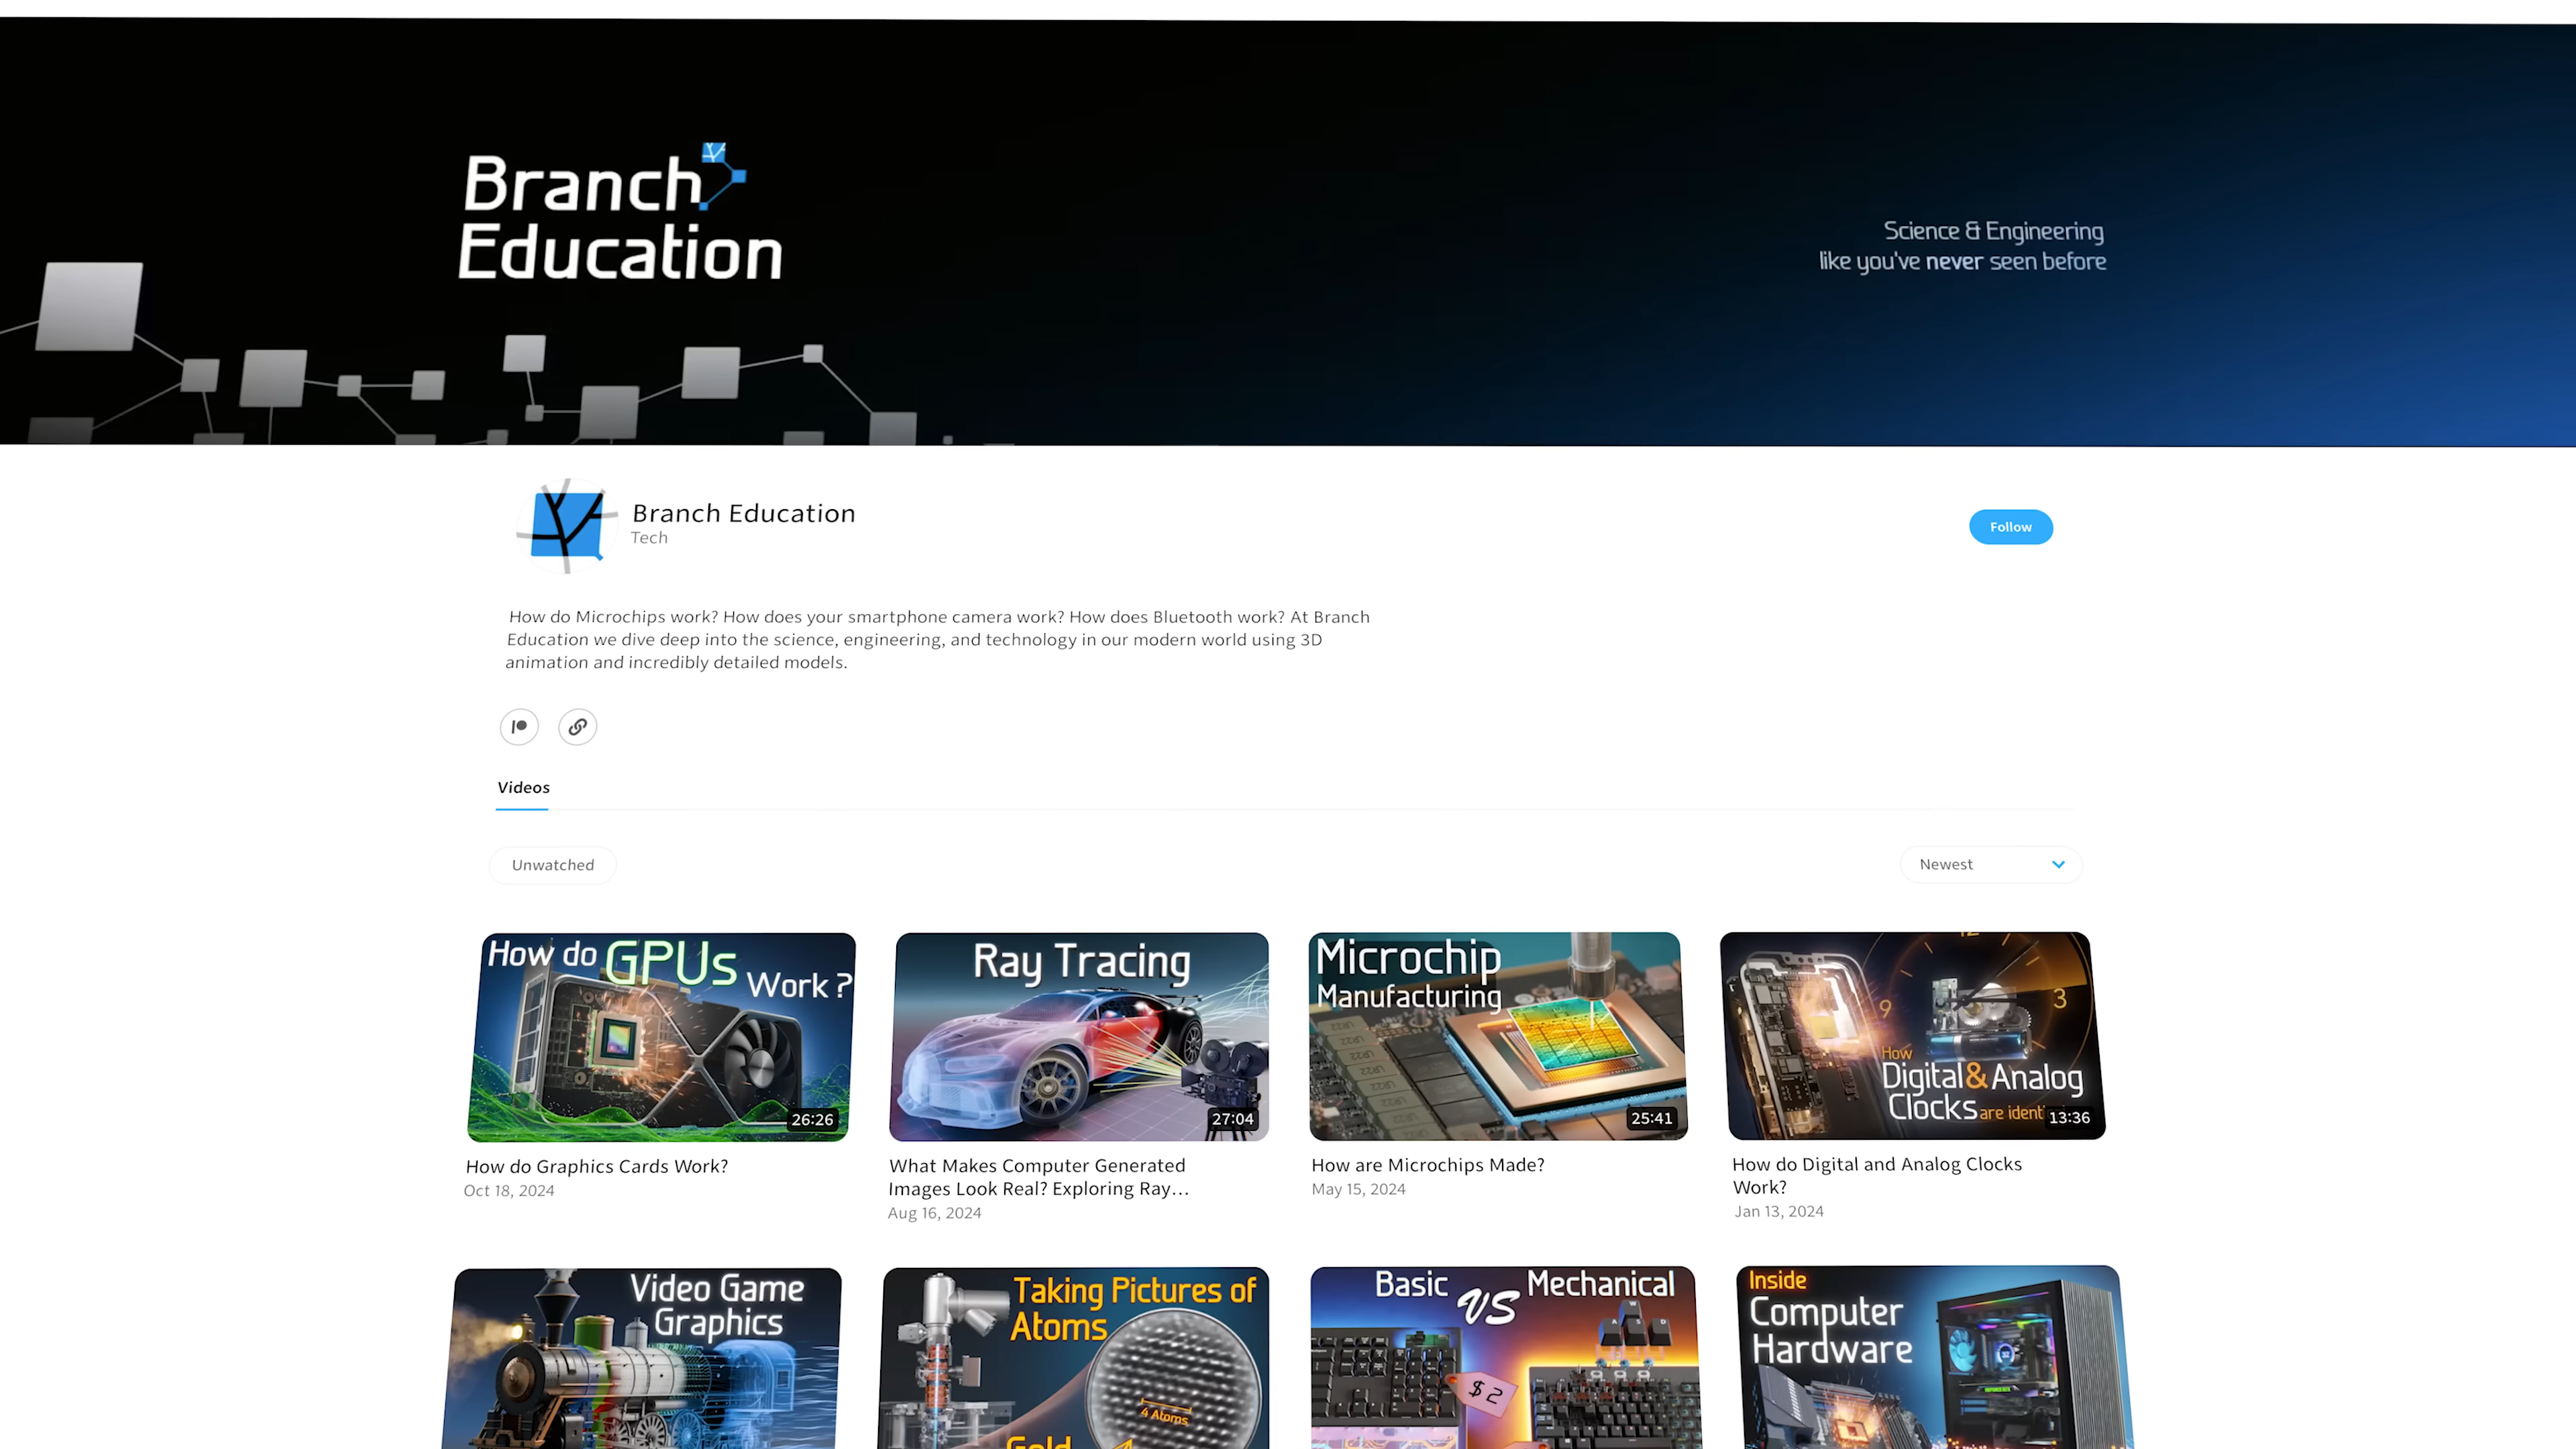 Branch
Education
Science & Engineering
like you've never seen before
Branch Education
Tech
Follow
How do Microchips work? How does your smartphone camera work? How does Bluetooth work? At Branch
Education we dive deep into the science, engineering, and technology in our modern world using 3D
animation and incredibly detailed models.
Videos
Unwatched
Newest
How do GPUs Work ?
26:26
How do Graphics Cards Work?
Oct 18, 2024
Ray Tracing
27:04
What Makes Computer Generated
Images Look Real? Exploring Ray...
Aug 16, 2024
Microchip
Manufacturing
25:41
How are Microchips Made?
May 15, 2024
9
3
How
Digital & Analog
Clocks are ident
13:36
How do Digital and Analog Clocks
Work?
Jan 13, 2024
Video Game
Graphics
Taking Pictures of
Atoms
4 Atoms
Gold
Basic VS Mechanical
W
A
D
$2
Inside
Computer
Hardware